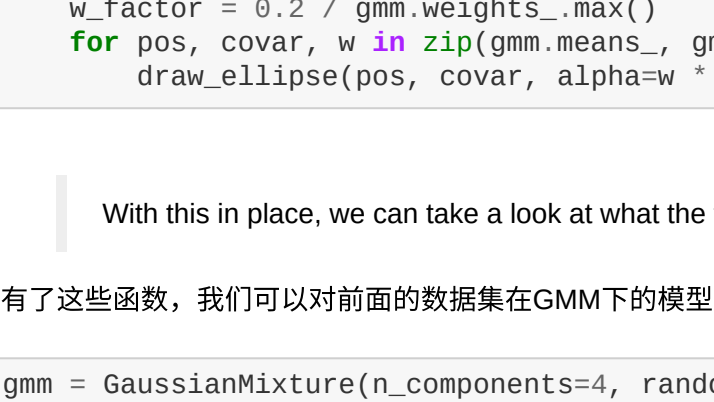 w_factor = 0.2 / gmm.weights_.max()
for pos, covar, w in zip(gmm.means_,
draw_ellipse(pos, covar, alpha=w *
With this in place, we can take a look at what the
有了这些函数，我们可以对前面的数据集在GMM下的模型
gmm = GaussianMixture(n_components=4,